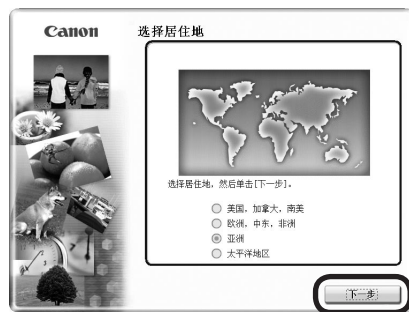 Canon
选择居住地
选择居住地，然后单击[下一步]。
美国，加拿大，南美
欧洲，中东，非洲
亚洲
太平洋地区
下一步